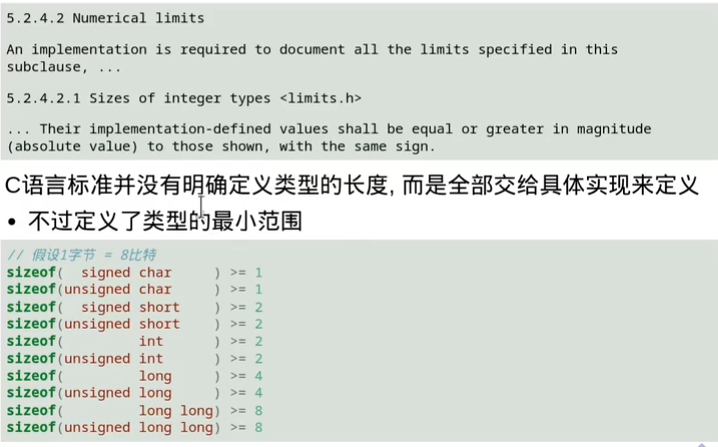 5.2.4.2 Numerical limits
An implementation is required to document all the limits specified in this
subclause, ...
5.2.4.2.1 Sizes of integer types <limits.h>
... Their implementation-defined values shall be equal or greater in magnitude
(absolute value) to those shown, with the same sign.
C语言标准并没有明确定义类型的长度, 而是全部交给具体实现来定义
• 不过定义了类型的最小范围
// 假设1字节 = 8比特
sizeof(  signed char     ) >= 1
sizeof(unsigned char     ) >= 1
sizeof(  signed short    ) >= 2
sizeof(unsigned short    ) >= 2
sizeof(         int      ) >= 2
sizeof(unsigned int      ) >= 2
sizeof(         long     ) >= 4
sizeof(unsigned long     ) >= 4
sizeof(         long long) >= 8
sizeof(unsigned long long) >= 8